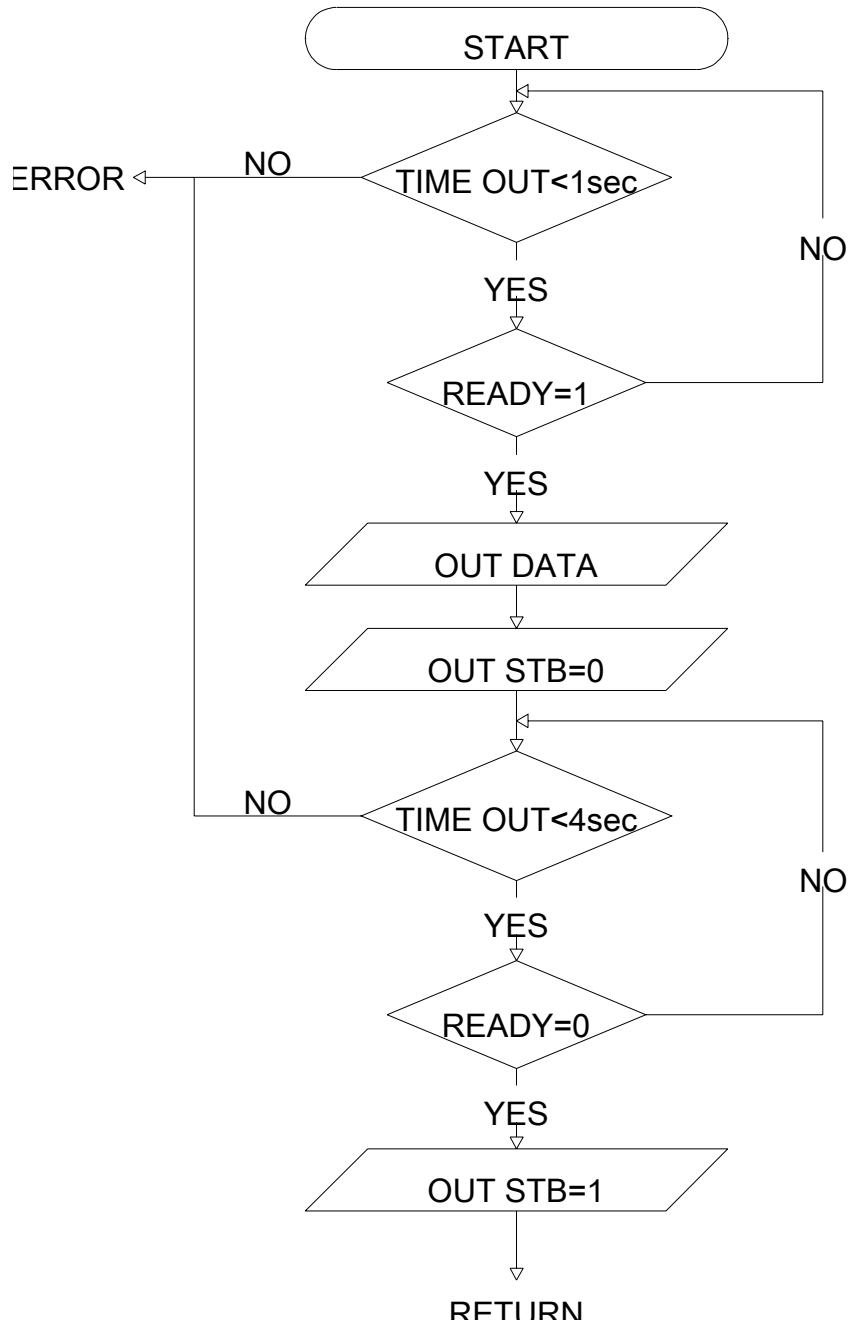 START
NO
ERROR
TIME OUT<1sec
NO
YES
READY=1
YES
OUT DATA
OUT STB=0
NO
TIME OUT<4sec
NO
YES
READY=0
YES
OUT STB=1
RETURN